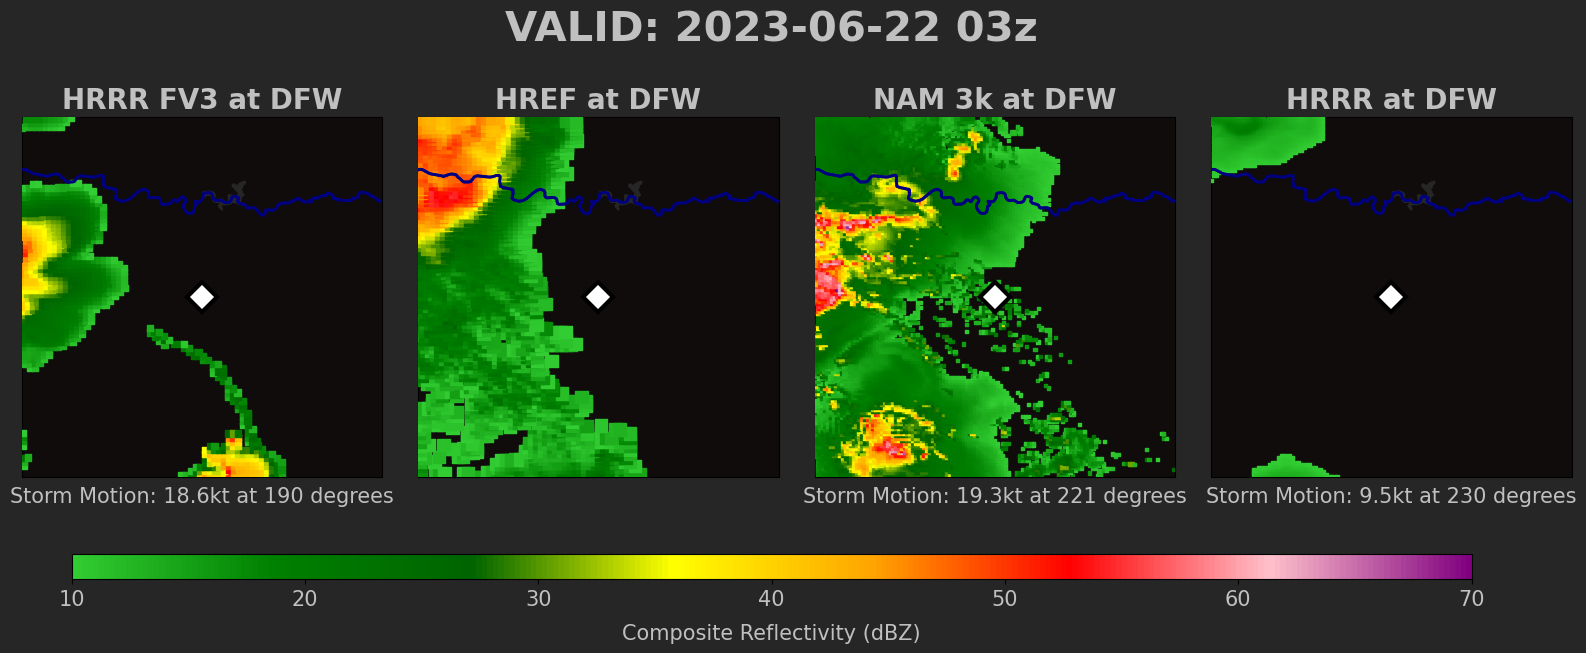 VALID: 2023-06-22 03z
HRRR FV3 at DFW
HREF at DFW
NAM 3k at DFW
HRRR at DFW
Storm Motion: 18.6kt at 190 degrees
Storm Motion: 19.3kt at 221 degrees
Storm Motion: 9.5kt at 230 degrees
10 20 30 40 50 60 70
Composite Reflectivity (dBZ)